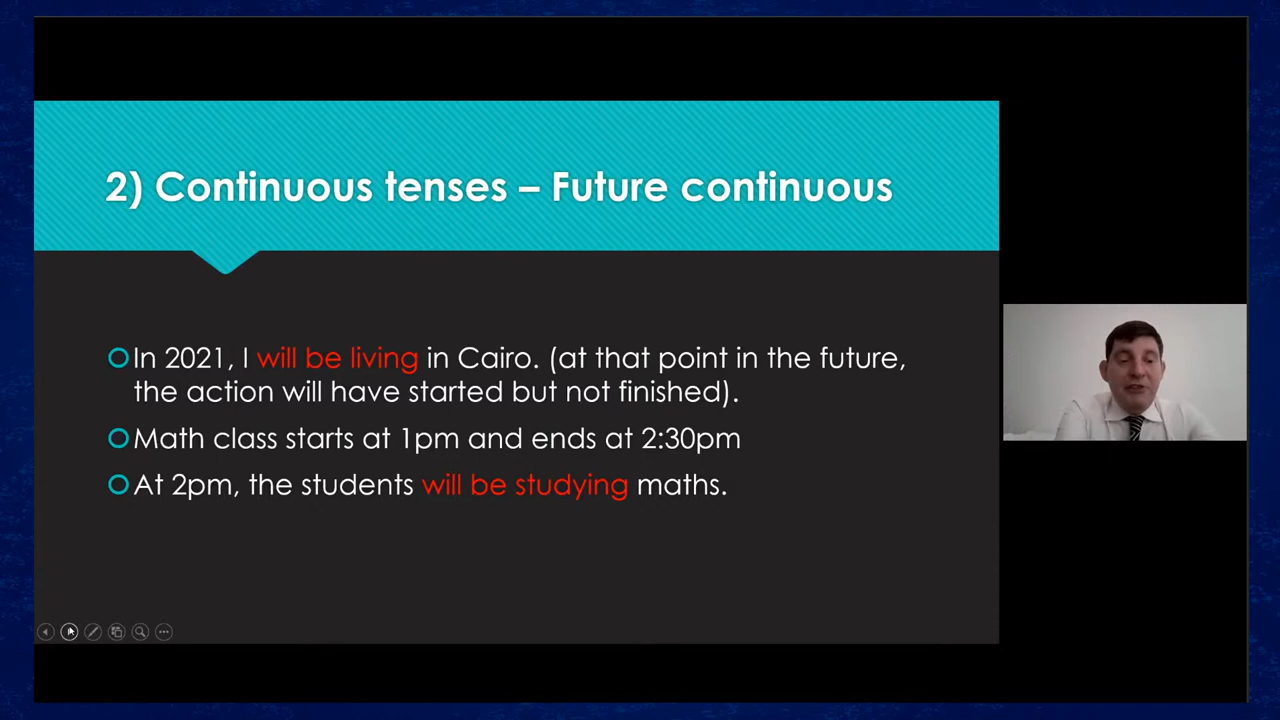 2) Continuous tenses – Future continuous
In 2021, I will be living in Cairo. (at that point in the future,
the action will have started but not finished).
Math class starts at 1pm and ends at 2:30pm
At 2pm, the students will be studying maths.